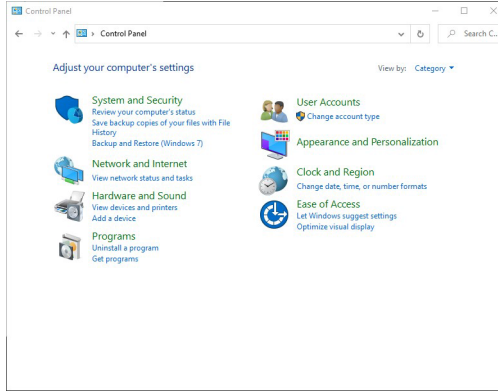 Control Panel
Control Panel
Search C...
Adjust your computer's settings
View by: Category
System and Security
Review your computer's status
Save backup copies of your files with File
History
Backup and Restore (Windows 7)
Network and Internet
View network status and tasks
Hardware and Sound
View devices and printers
Add a device
Programs
Uninstall a program
Get programs
User Accounts
Change account type
Appearance and Personalization
Clock and Region
Change date, time, or number formats
Ease of Access
Let Windows suggest settings
Optimize visual display